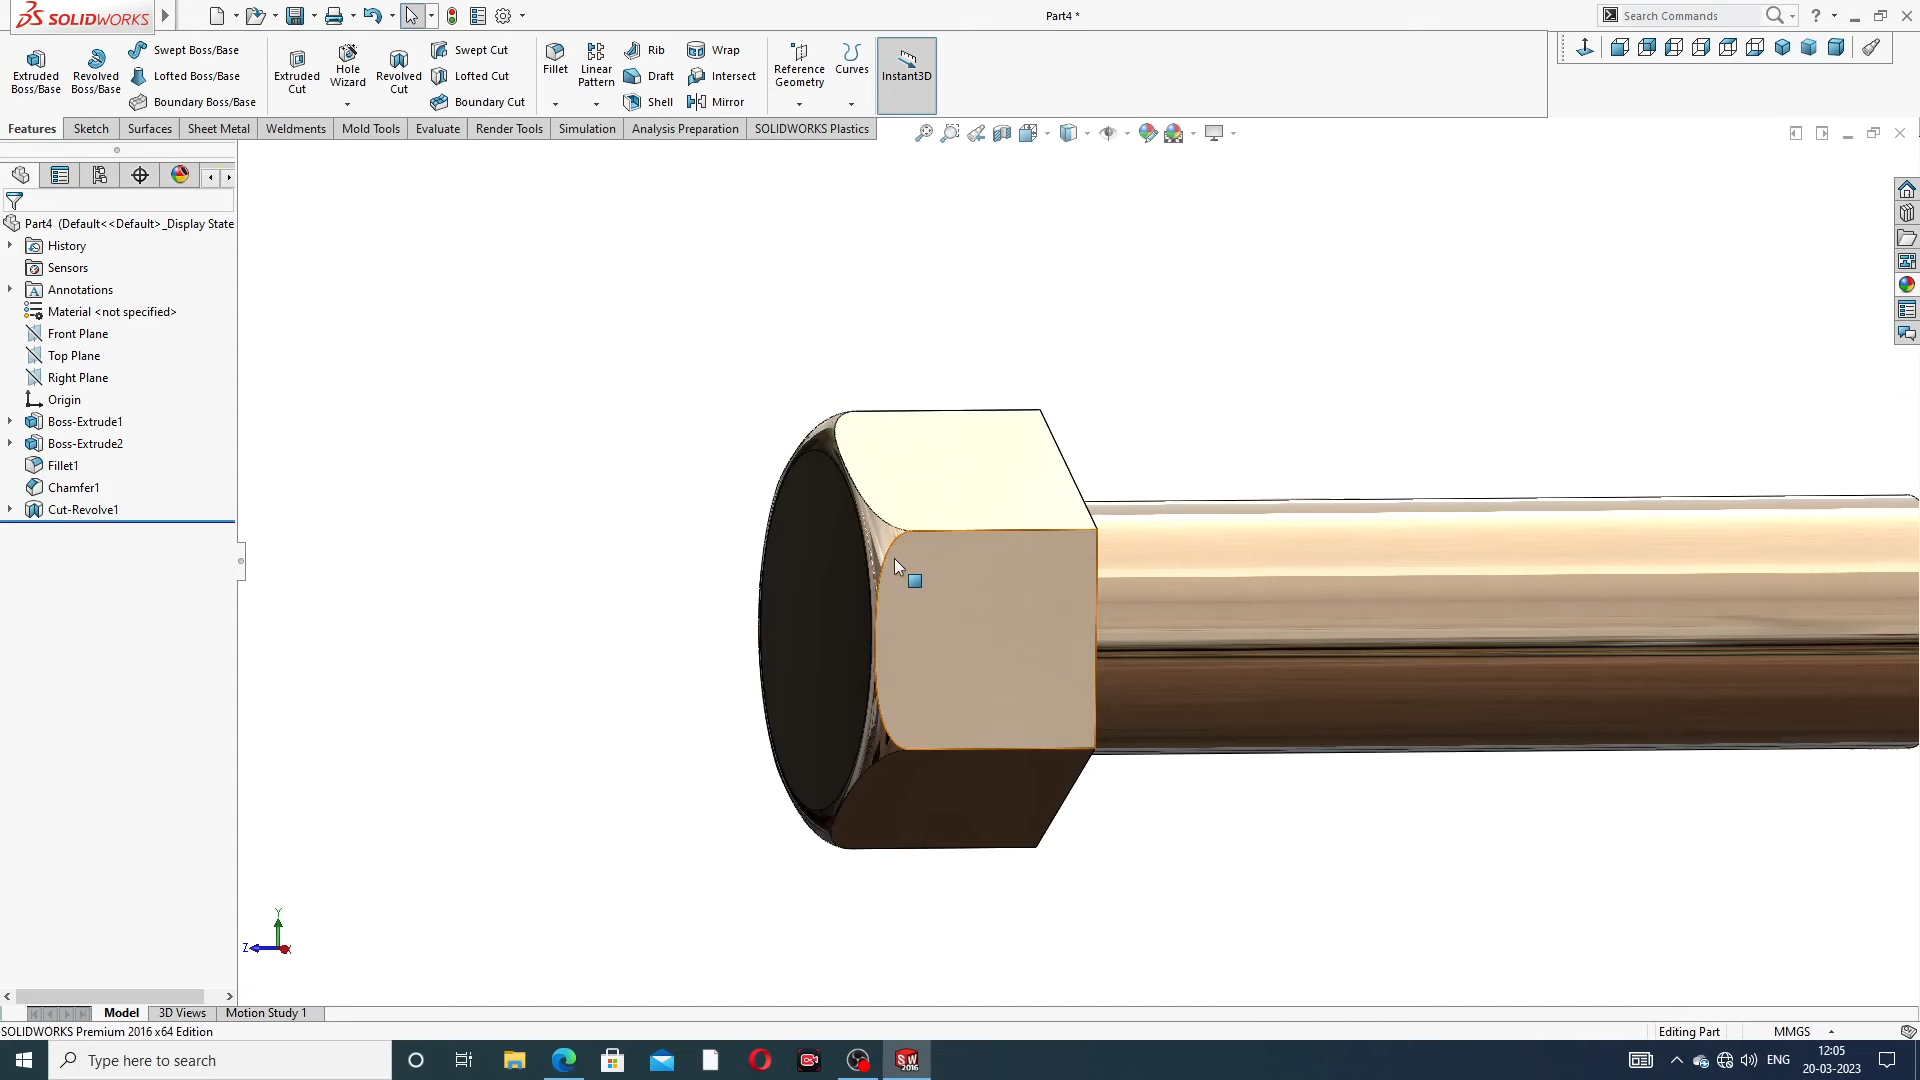 SOLIDWORKS
Part4 *
Search Commands
?
Extruded Boss/Base
Revolved Boss/Base
Swept Boss/Base
Lofted Boss/Base
Boundary Boss/Base
Extruded Cut
Hole Wizard
Revolved Cut
Swept Cut
Lofted Cut
Boundary Cut
Fillet
Linear Pattern
Rib
Draft
Shell
Wrap
Intersect
Mirror
Reference Geometry
Curves
Instant3D
Features
Sketch
Surfaces
Sheet Metal
Weldments
Mold Tools
Evaluate
Render Tools
Simulation
Analysis Preparation
SOLIDWORKS Plastics
Part4 (Default<<Default>_Display State
History
Sensors
Annotations
Material <not specified>
Front Plane
Top Plane
Right Plane
Origin
Boss-Extrude1
Boss-Extrude2
Fillet1
Chamfer1
Cut-Revolve1
Y
Z
X
Model
3D Views
Motion Study 1
SOLIDWORKS Premium 2016 x64 Edition
Editing Part
MMGS
Type here to search
SW
2016
ENG
12:05
20-03-2023